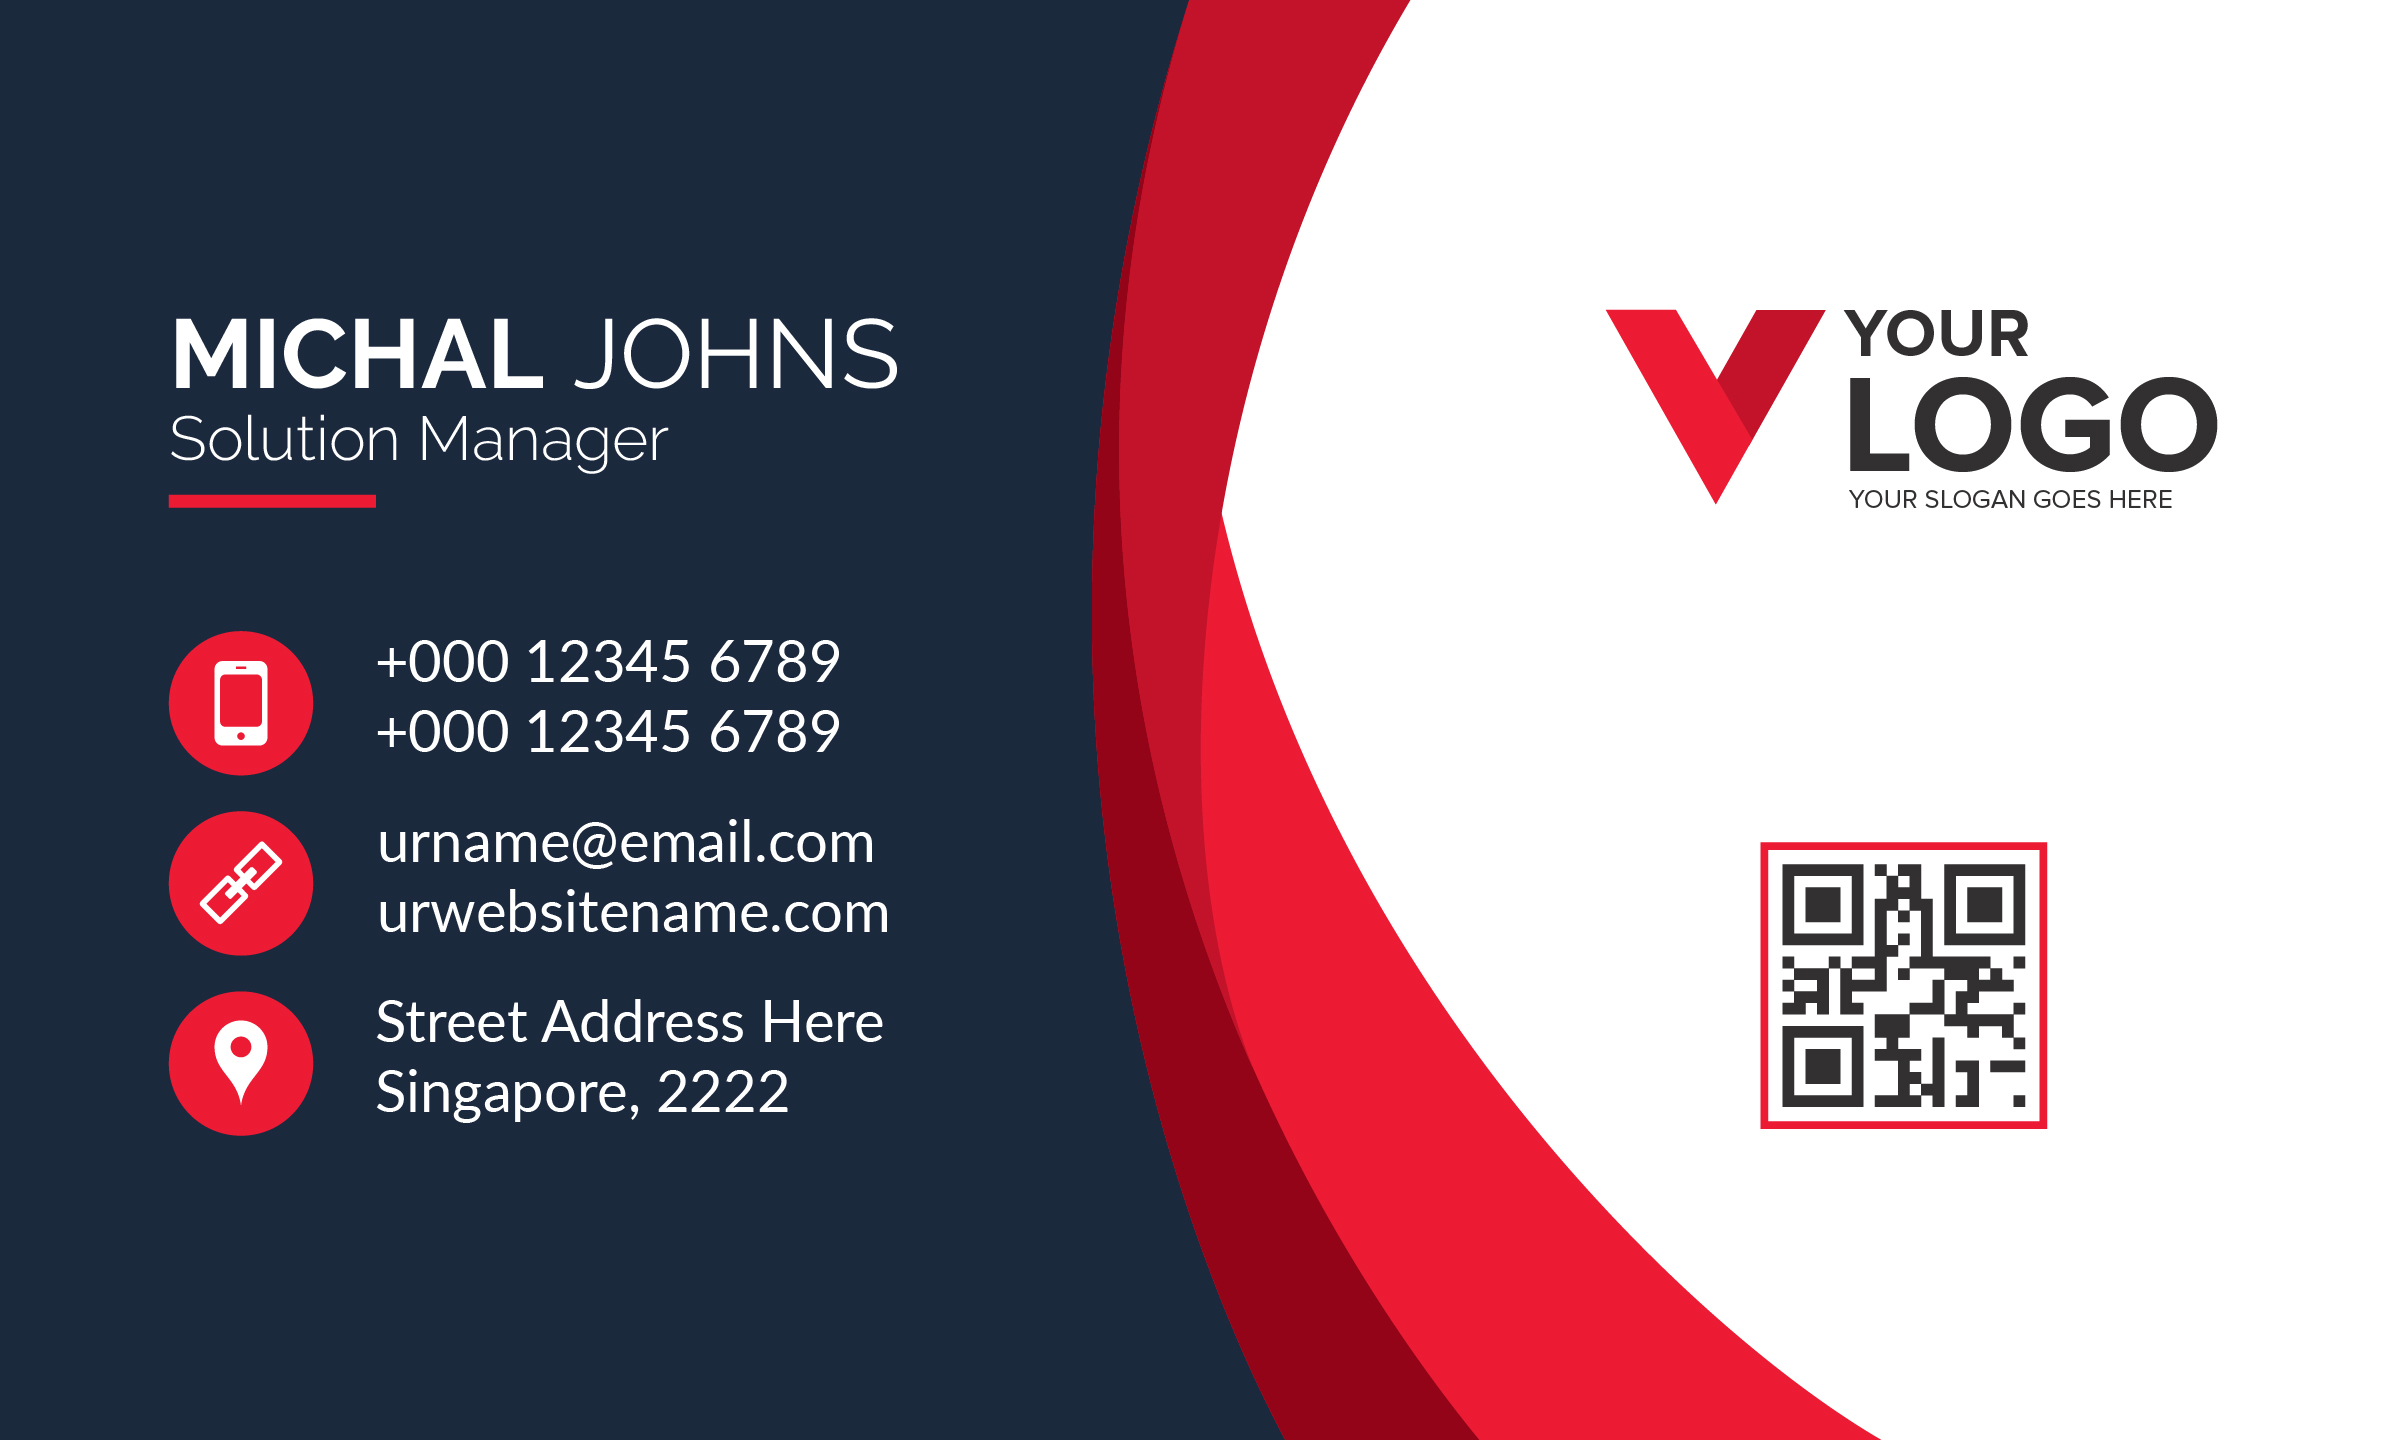 MICHAL JOHNS
Solution Manager
+000 12345 6789
+000 12345 6789
urname@email.com
urwebsitename.com
Street Address Here
Singapore, 2222
YOUR
LOGO
YOUR SLOGAN GOES HERE